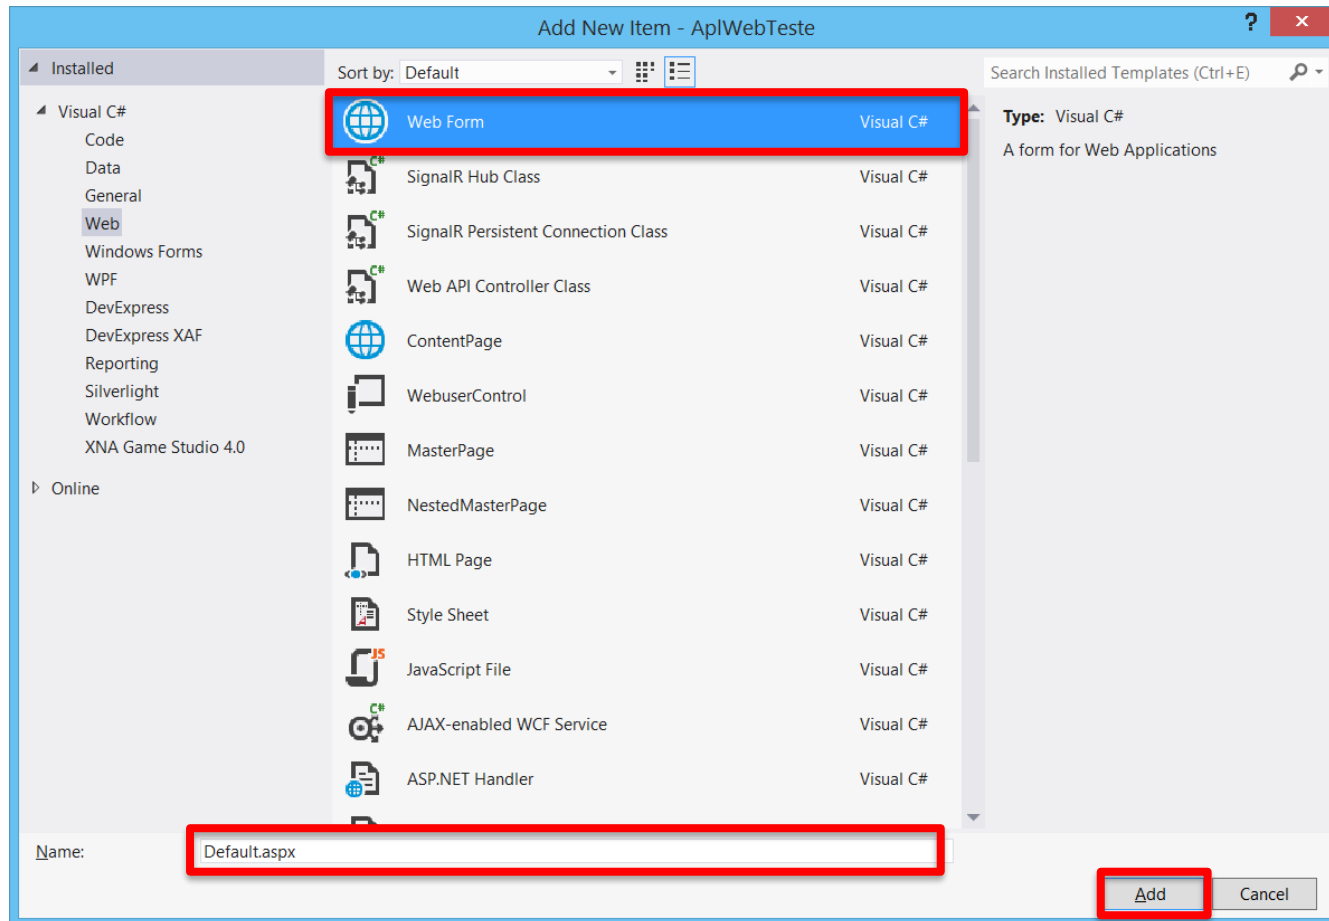 Add New Item - AplWebTeste
?
Installed
Sort by: Default
Search Installed Templates (Ctrl+E)
Visual C#
Code
Data
General
Web
Windows Forms
WPF
DevExpress
DevExpress XAF
Reporting
Silverlight
Workflow
XNA Game Studio 4.0
Online
Web Form Visual C#
C# SignalR Hub Class Visual C#
C# SignalR Persistent Connection Class Visual C#
C# Web API Controller Class Visual C#
ContentPage Visual C#
WebuserControl Visual C#
MasterPage Visual C#
NestedMasterPage Visual C#
HTML Page Visual C#
Style Sheet Visual C#
JS JavaScript File Visual C#
C# AJAX-enabled WCF Service Visual C#
ASP.NET Handler Visual C#
Type: Visual C#
A form for Web Applications
Name: Default.aspx
Add Cancel